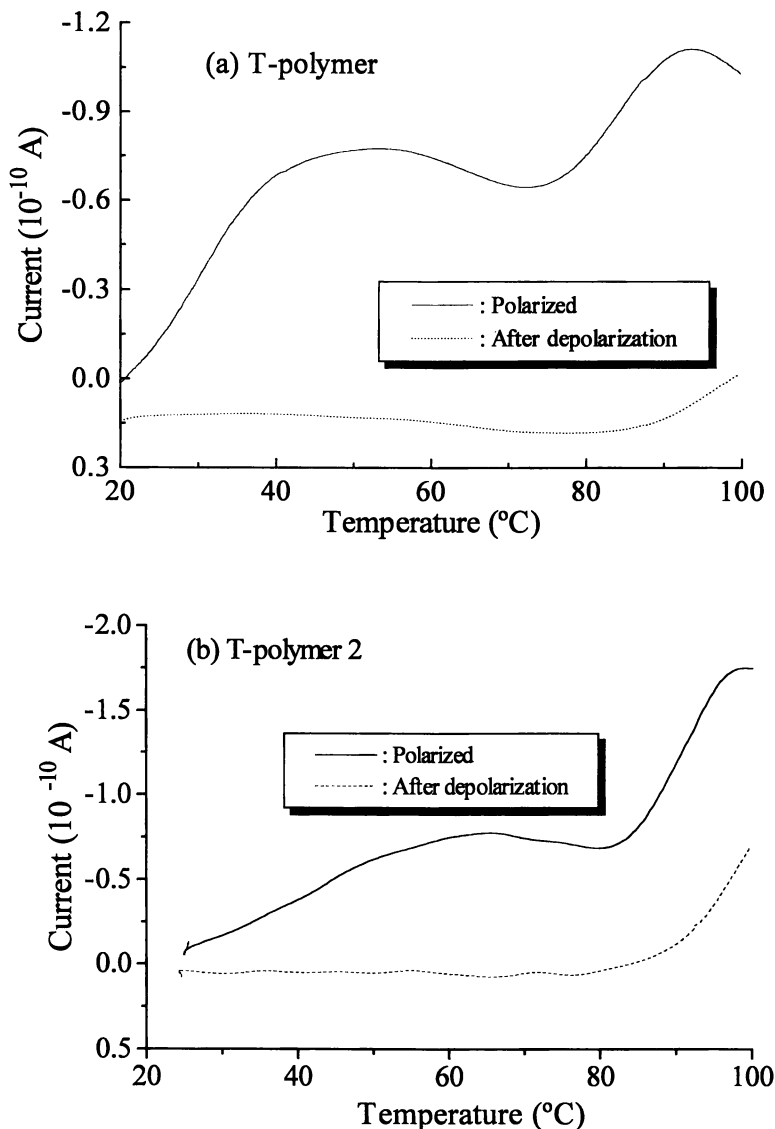 (a) T-polymer
Current (10⁻¹⁰ A)
-1.2
-0.9
-0.6
-0.3
0.0
0.3
: Polarized
: After depolarization
20
40
60
80
100
Temperature (ºC)
(b) T-polymer 2
Current (10 ⁻¹⁰ A)
-2.0
-1.5
-1.0
-0.5
0.0
0.5
: Polarized
: After depolarization
20
40
60
80
100
Temperature (ºC)